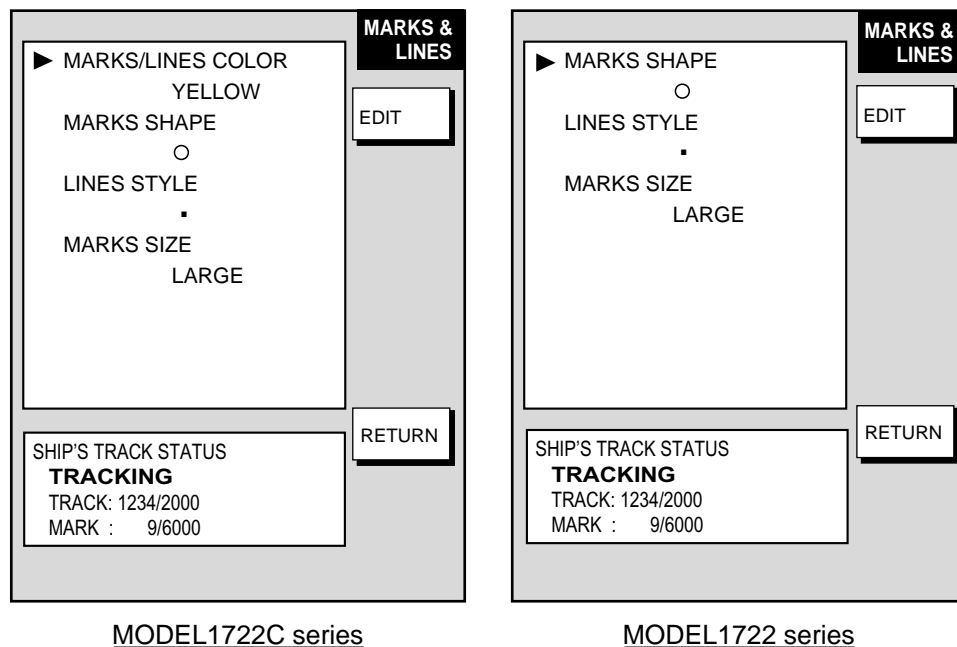 MARKS &
LINES
▶ MARKS/LINES COLOR
YELLOW
MARKS SHAPE
○
LINES STYLE
▪
MARKS SIZE
LARGE
EDIT
RETURN
SHIP'S TRACK STATUS
TRACKING
TRACK: 1234/2000
MARK : 9/6000
MODEL1722C series
MARKS &
LINES
▶ MARKS SHAPE
○
LINES STYLE
▪
MARKS SIZE
LARGE
EDIT
RETURN
SHIP'S TRACK STATUS
TRACKING
TRACK: 1234/2000
MARK : 9/6000
MODEL1722 series